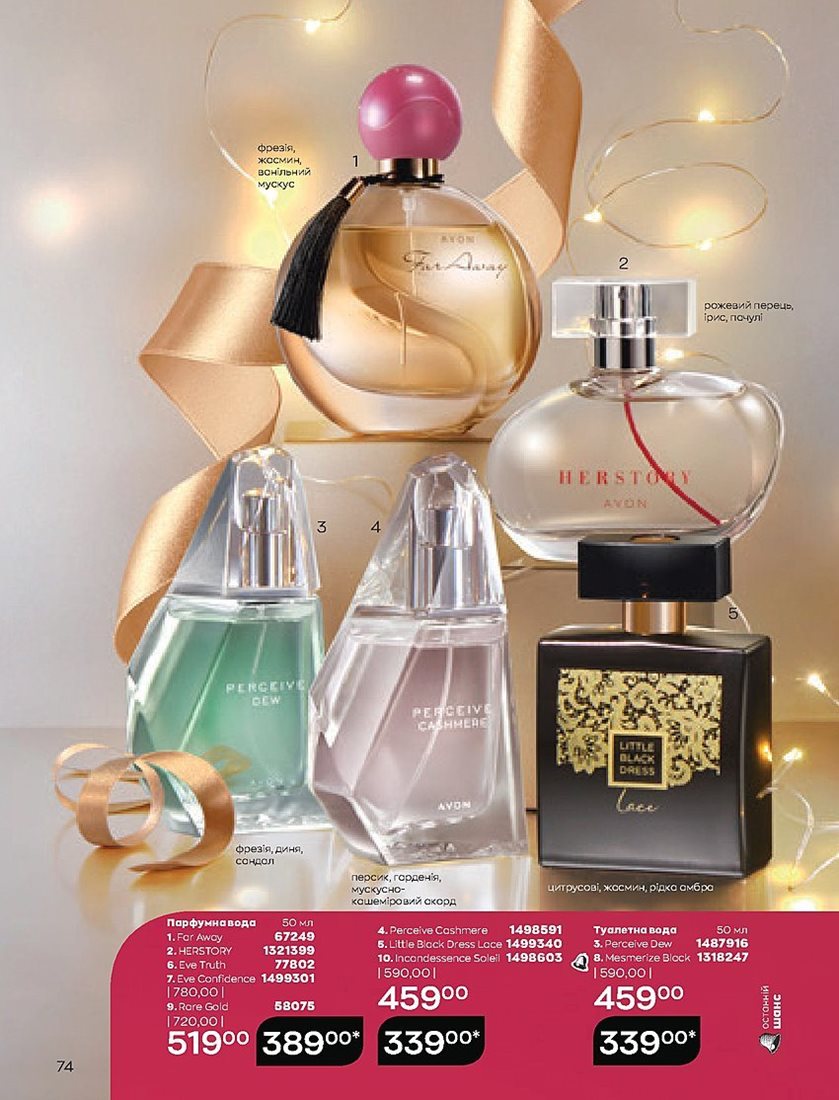 фрезія,
жасмин,
ванільний
мускус
1
AVON
Far Away
2
рожевий перець,
ірис, пачулі
HERSTORY
AVON
3
4
5
PERCEIVE
DEW
PERCEIVE
CASHMERE
AVON
LITTLE
BLACK
DRESS
Lace
фрезія, диня,
сандал
персик, гарденія,
мускусно-
кашеміровий акорд
цитрусові, жасмин, рідка амбра
Парфумна вода 50 мл
1. Far Away 67249
2. HERSTORY 1321399
6. Eve Truth 77802
7. Eve Confidence 1499301
|780,00|
9. Rare Gold 58075
|720,00|
51900 38900*
4. Perceive Cashmere 1498591
5. Little Black Dress Lace 1499340
10. Incandessence Soleil 1498603
|590,00|
45900
33900*
Туалетна вода 50 мл
3. Perceive Dew 1487916
8. Mesmerize Black 1318247
|590,00|
45900
33900*
останній
шанс
74